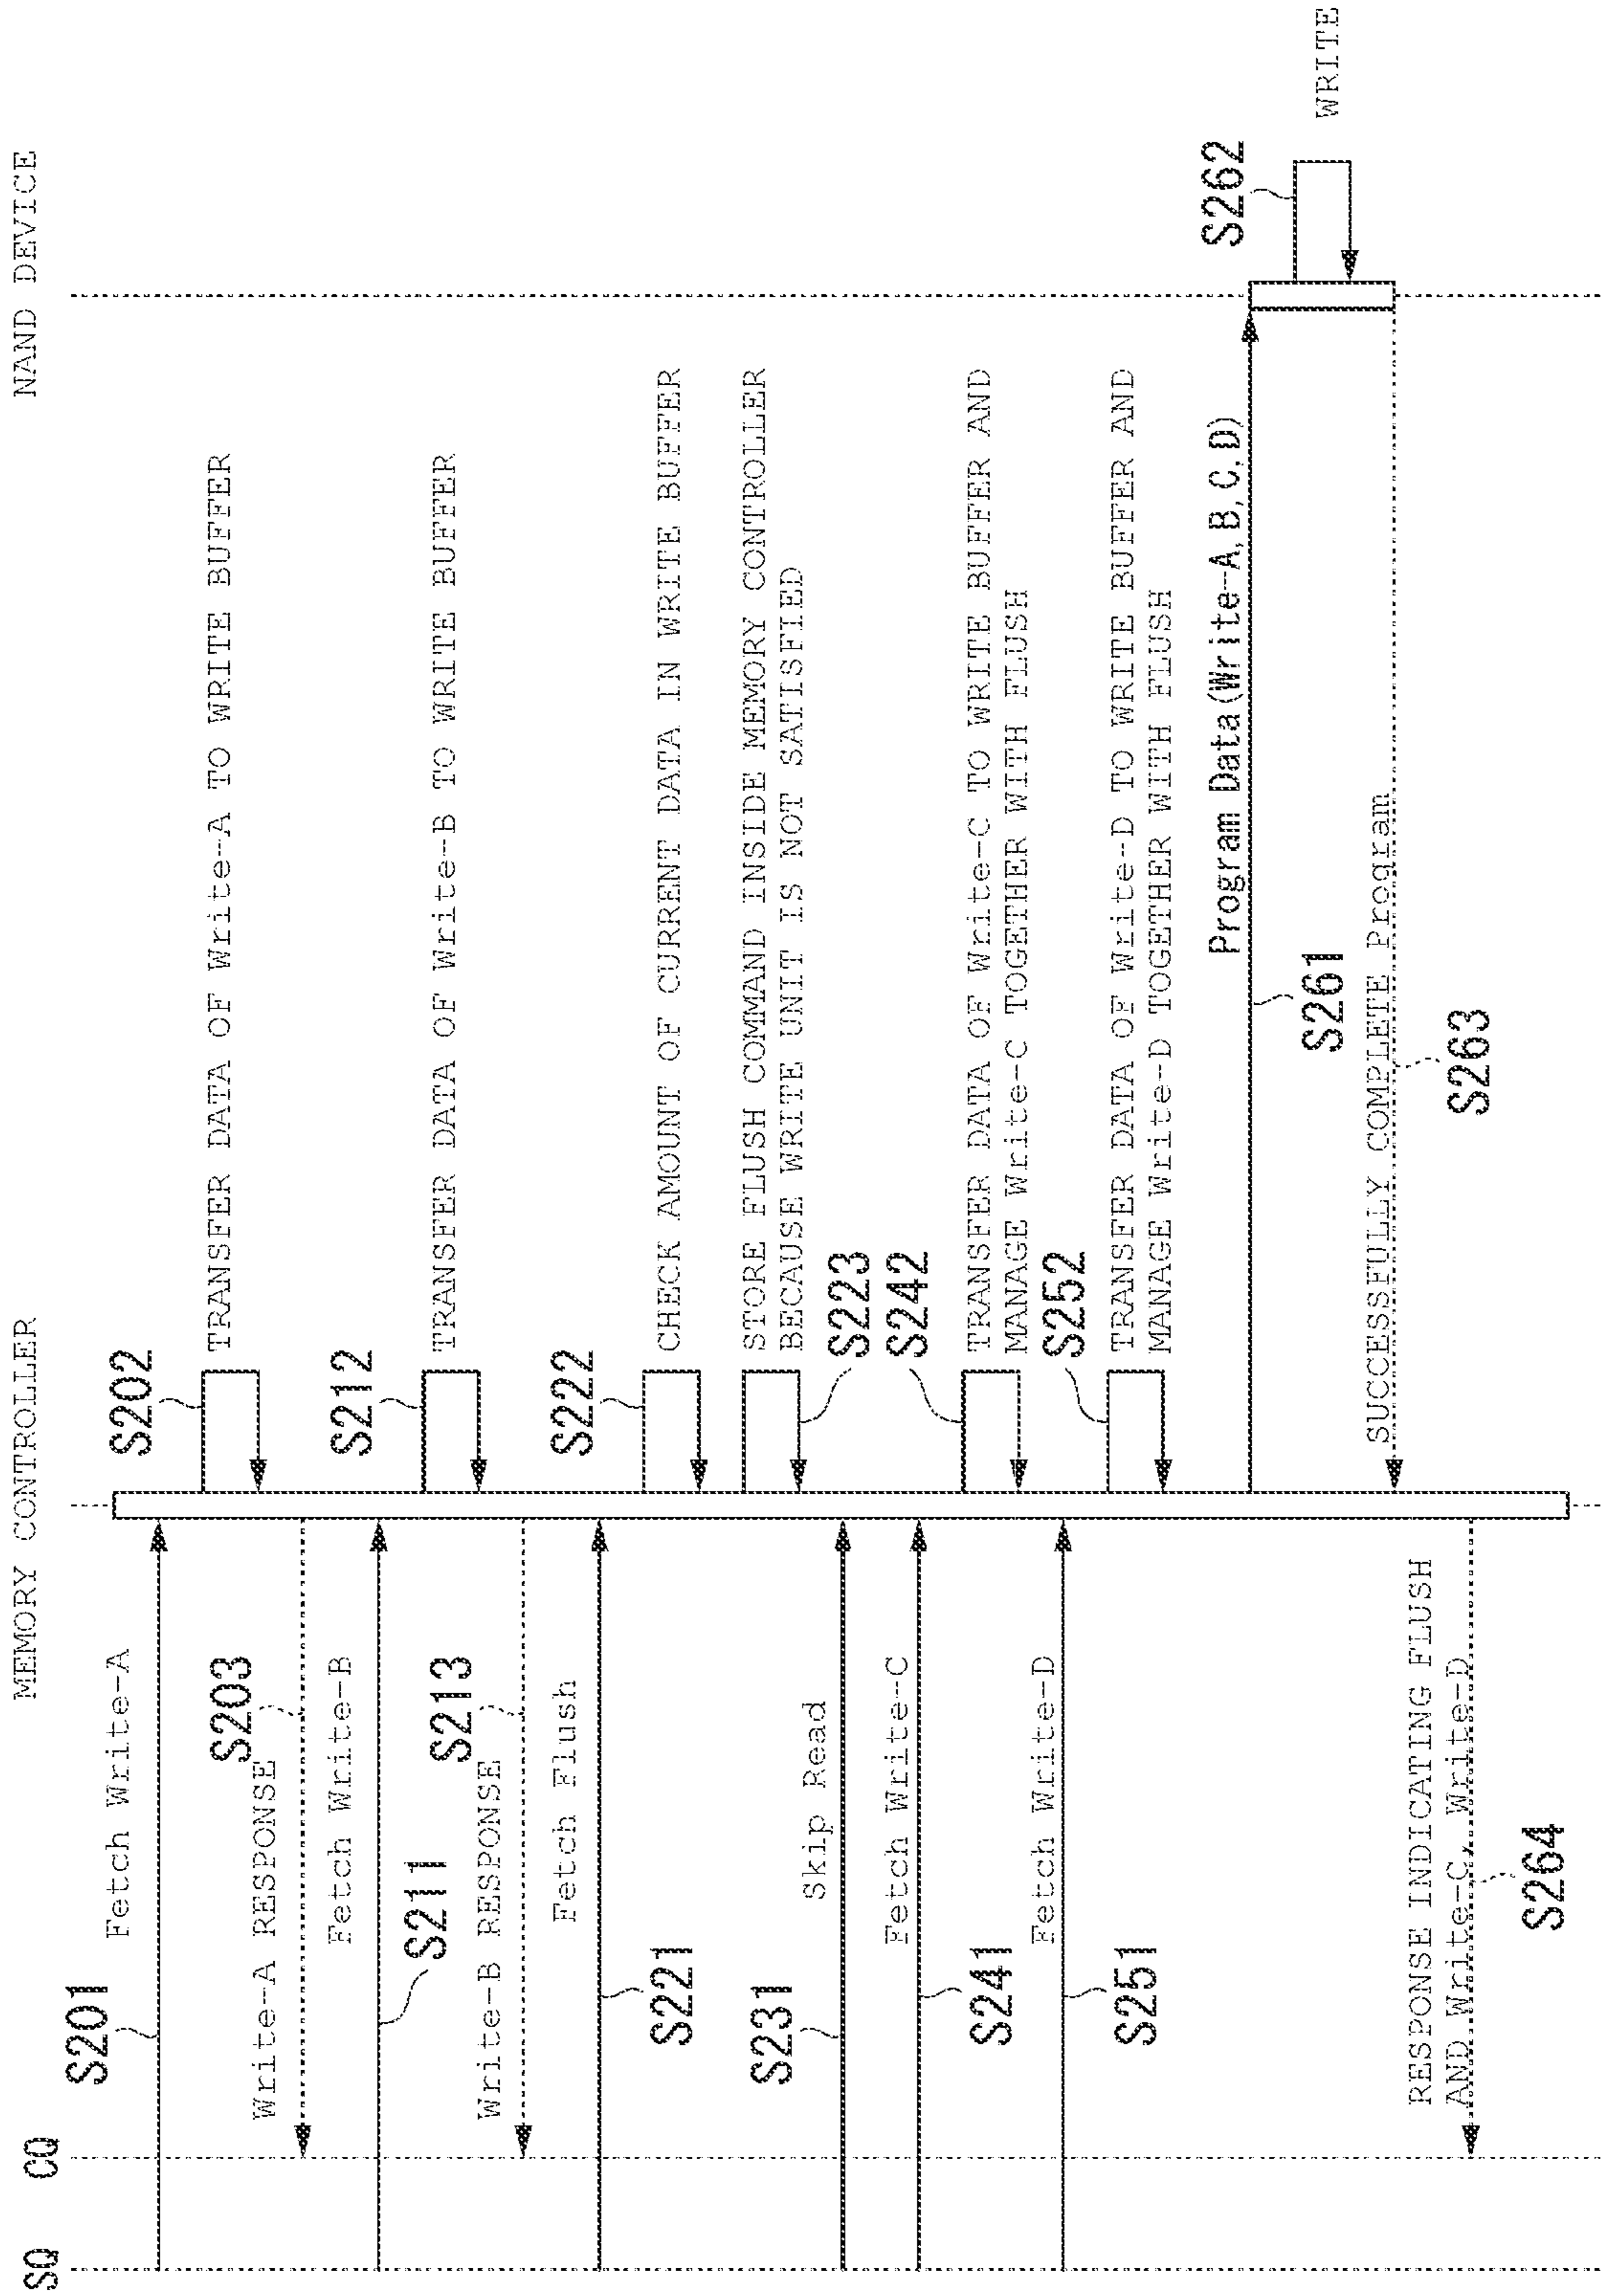 SQ
CQ
MEMORY CONTROLLER
NAND DEVICE
S201
Fetch Write-A
S202
TRANSFER DATA OF Write-A TO WRITE BUFFER
S203
Write-A RESPONSE
Fetch Write-B
S211
S212
TRANSFER DATA OF Write-B TO WRITE BUFFER
S213
Write-B RESPONSE
Fetch Flush
S221
S222
CHECK AMOUNT OF CURRENT DATA IN WRITE BUFFER
STORE FLUSH COMMAND INSIDE MEMORY CONTROLLER
BECAUSE WRITE UNIT IS NOT SATISFIED
S223
S231
Skip Read
Fetch Write-C
S241
S242
TRANSFER DATA OF Write-C TO WRITE BUFFER AND
MANAGE Write-C TOGETHER WITH FLUSH
Fetch Write-D
S251
S252
TRANSFER DATA OF Write-D TO WRITE BUFFER AND
MANAGE Write-D TOGETHER WITH FLUSH
Program Data(Write-A,B,C,D)
S261
S262
WRITE
SUCCESSFULLY COMPLETE Program
S263
RESPONSE INDICATING FLUSH
AND Write-C, Write-D
S264